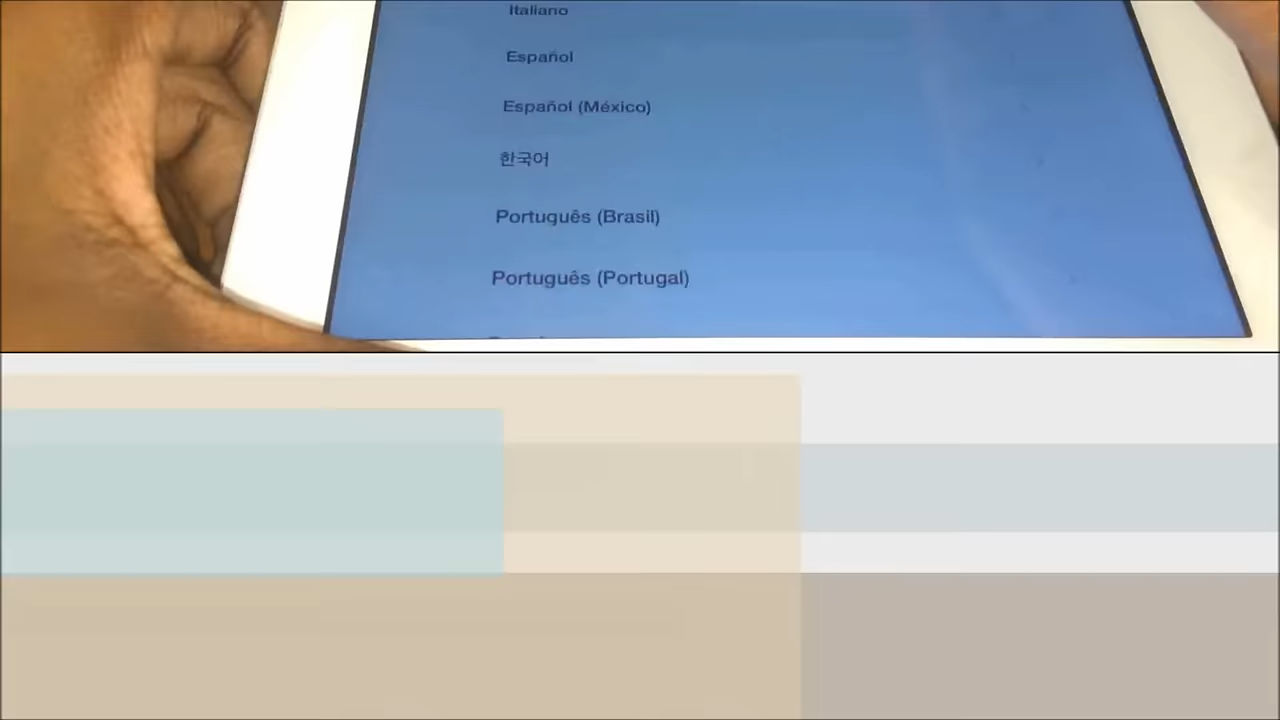 Italiano
Español
Español (México)
한국어
Português (Brasil)
Português (Portugal)